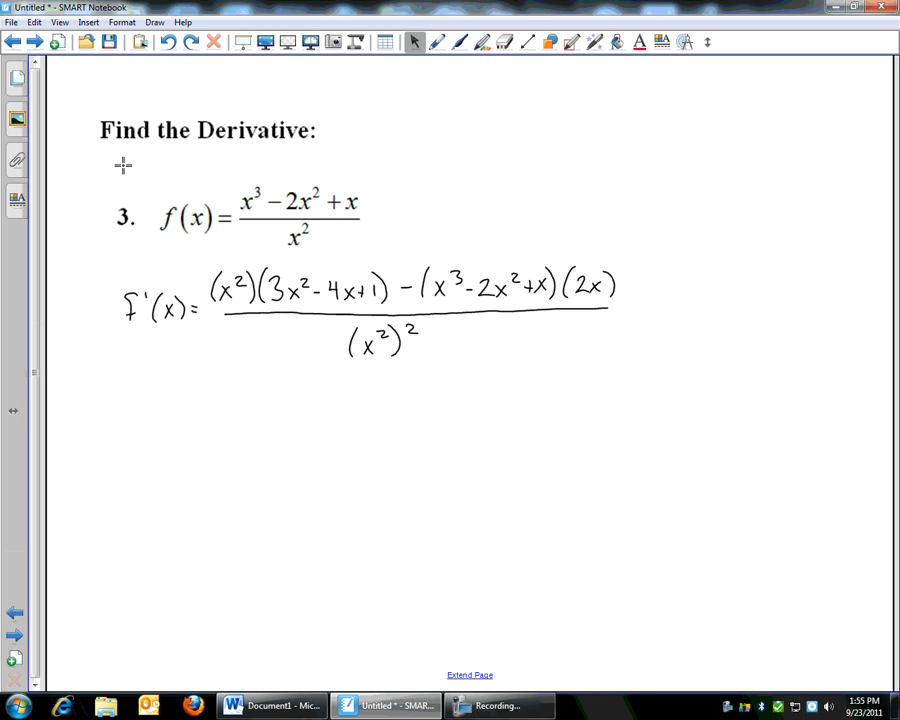 Untitled * - SMART Notebook
File Edit View Insert Format Draw Help
Find the Derivative:
3. f(x) = (x³ − 2x² + x) / x²
f'(x) = ((x²)(3x² - 4x + 1) - (x³ - 2x² + x)(2x)) / (x²)²
Extend Page
Document1 - Mic...
Untitled * - SMAR...
Recording...
1:55 PM
9/23/2011